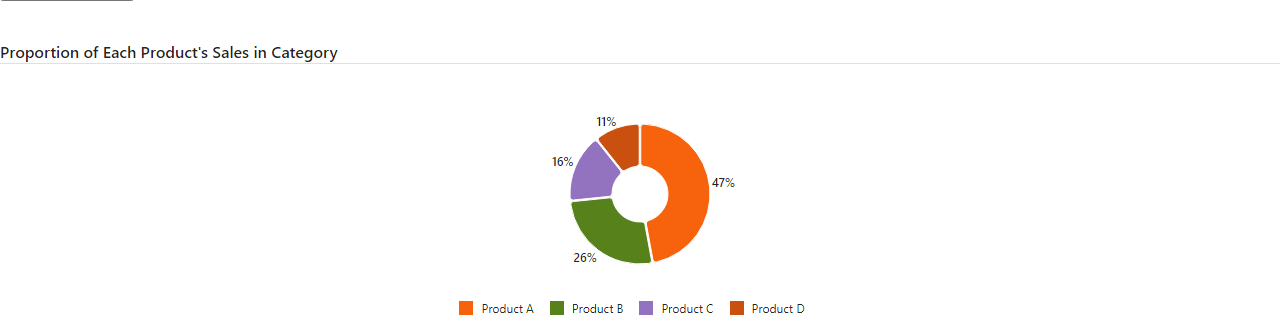 Proportion of Each Product's Sales in Category
11%
16%
47%
26%
Product A Product B Product C Product D